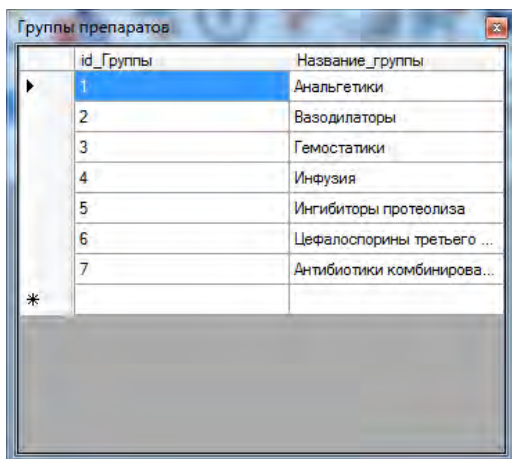 Группы препаратов
id_Группы Название_группы
1 Анальгетики
2 Вазодилаторы
3 Гемостатики
4 Инфузия
5 Ингибиторы протеолиза
6 Цефалоспорины третьего ...
7 Антибиотики комбинирова...